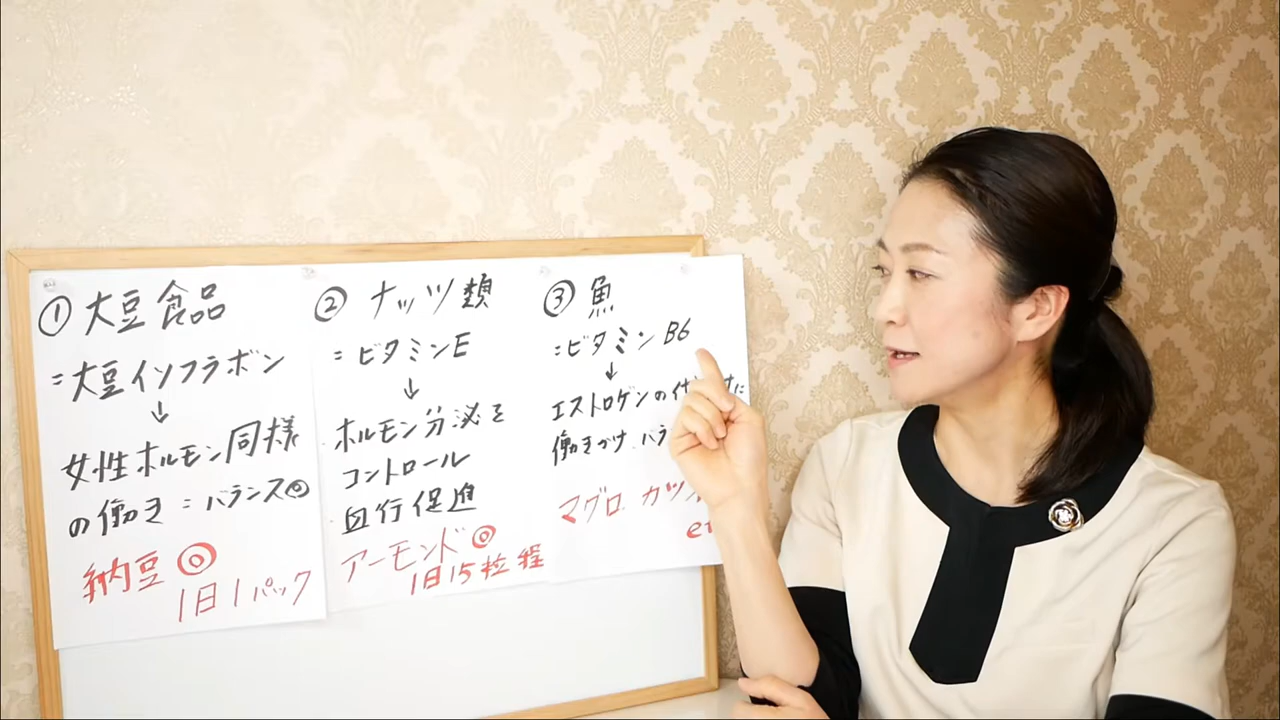 ① 大豆食品
=大豆イソフラボン
↓
女性ホルモン同様
の働き=バランス◎
納豆◎
1日1パック
② ナッツ類
=ビタミンE
↓
ホルモン分泌を
コントロール
血行促進
アーモンド◎
1日15粒程
③ 魚
=ビタミンB6
↓
エストロゲンの代
働きかけ.バラ
マグロ.カツ